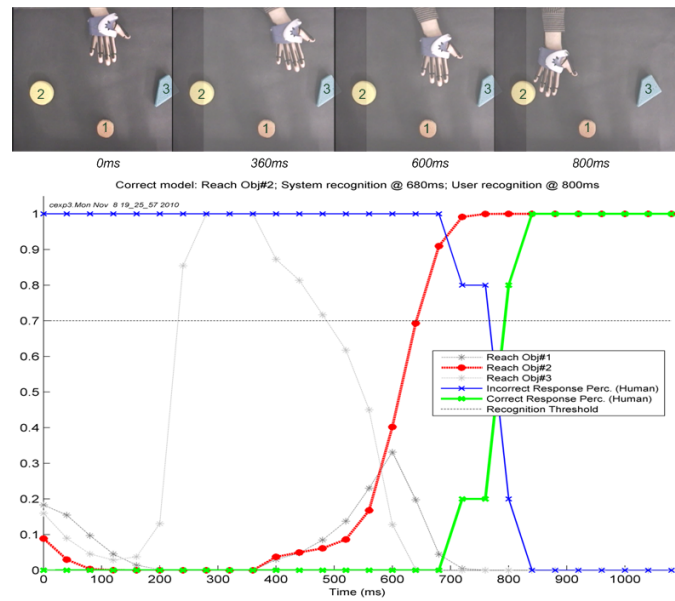 2
3
1
2
3
1
2
3
1
2
3
1
0ms
360ms
600ms
800ms
Correct model: Reach Obj#2; System recognition @ 680ms; User recognition @ 800ms
cexp3.Mon Nov 8 19_25_57 2010
1
0.9
0.8
0.7
0.6
0.5
0.4
0.3
0.2
0.1
0
Reach Obj#1
Reach Obj#2
Reach Obj#3
Incorrect Response Perc. (Human)
Correct Response Perc. (Human)
Recognition Threshold
0 100 200 300 400 500 600 700 800 900 1000
Time (ms)